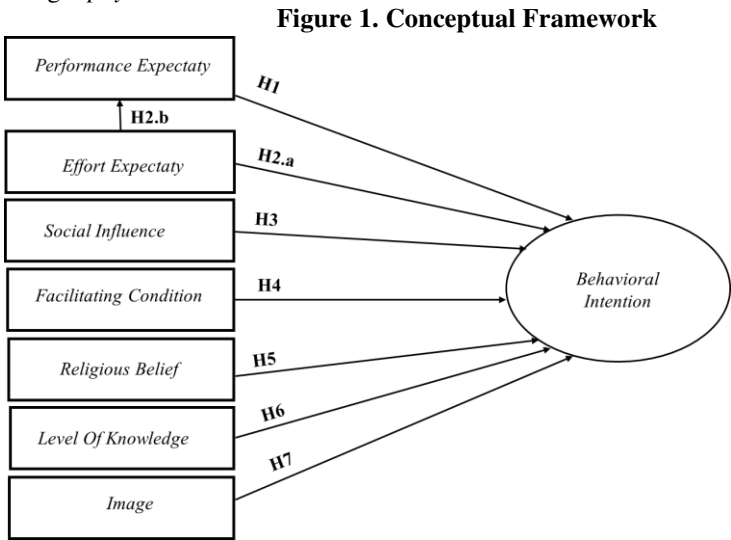 Figure 1. Conceptual Framework
Performance Expectaty
H1
H2.b
Effort Expectaty
H2.a
Social Influence
H3
Facilitating Condition
H4
Behavioral
Intention
Religious Belief
H5
Level Of Knowledge
H6
Image
H7